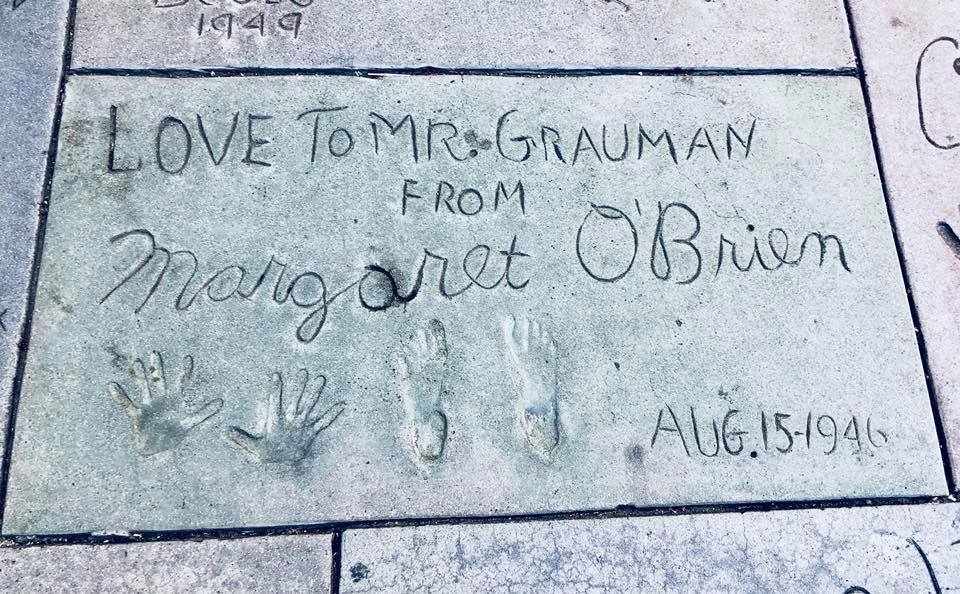 1949
LOVE TO MR. GRAUMAN
FROM
Margaret O'Brien
AUG. 15-1946